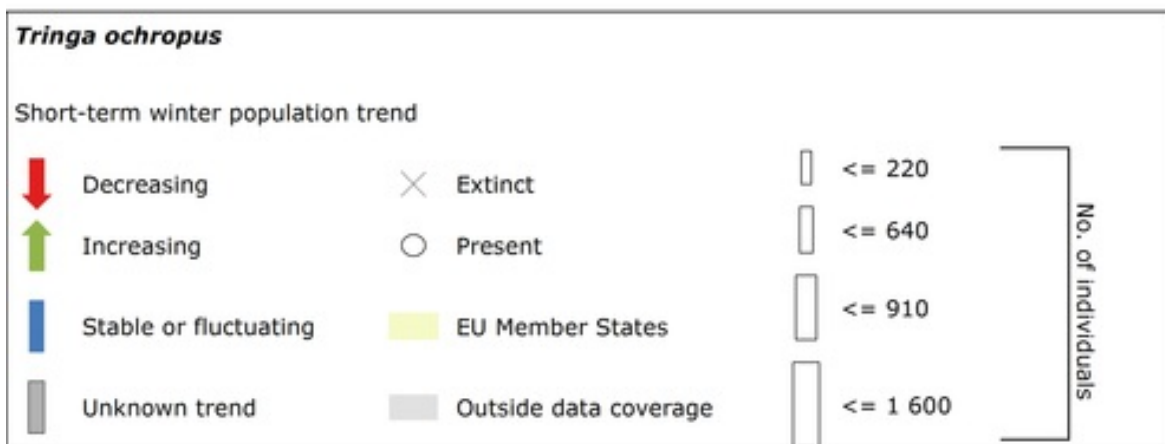 Tringa ochropus
Short-term winter population trend
Decreasing
Extinct
<= 220
Increasing
Present
<= 640
Stable or fluctuating
EU Member States
<= 910
Unknown trend
Outside data coverage
<= 1 600
No. of individuals